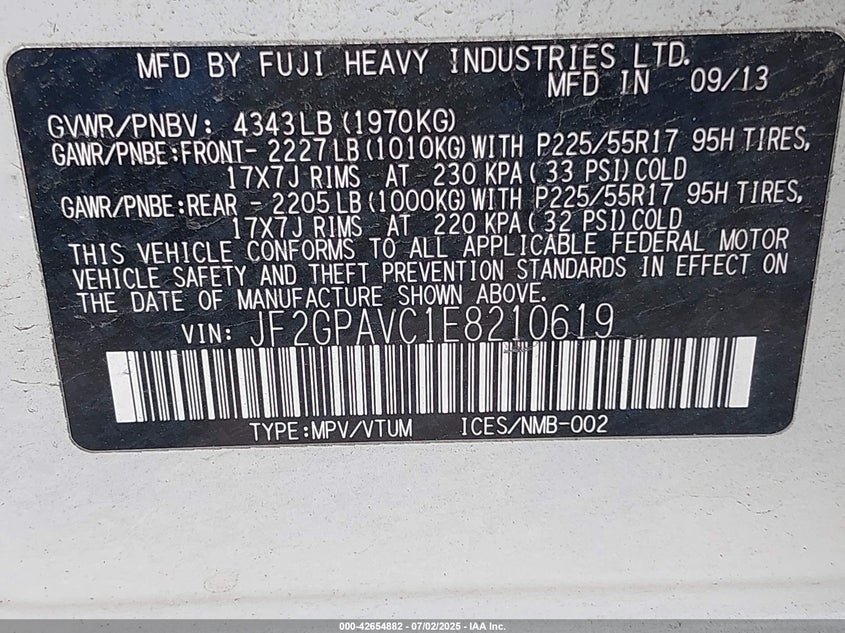 MFD BY FUJI HEAVY INDUSTRIES LTD.
MFD IN 09/13
GVWR/PNBV: 4343LB (1970KG)
GAWR/PNBE:FRONT- 2227LB (1010KG) WITH P225/55R17 95H TIRES,
17X7J RIMS AT 230 KPA (33 PSI) COLD
GAWR/PNBE:REAR - 2205LB (1000KG) WITH P225/55R17 95H TIRES,
17X7J RIMS AT 220 KPA (32 PSI) COLD
THIS VEHICLE CONFORMS TO ALL APPLICABLE FEDERAL MOTOR
VEHICLE SAFETY AND THEFT PREVENTION STANDARDS IN EFFECT ON
THE DATE OF MANUFACTURE SHOWN ABOVE.
VIN: JF2GPAVC1E8210619
TYPE:MPV/VTUM ICES/NMB-002
000-42654882 - 07/02/2025 - IAA Inc.